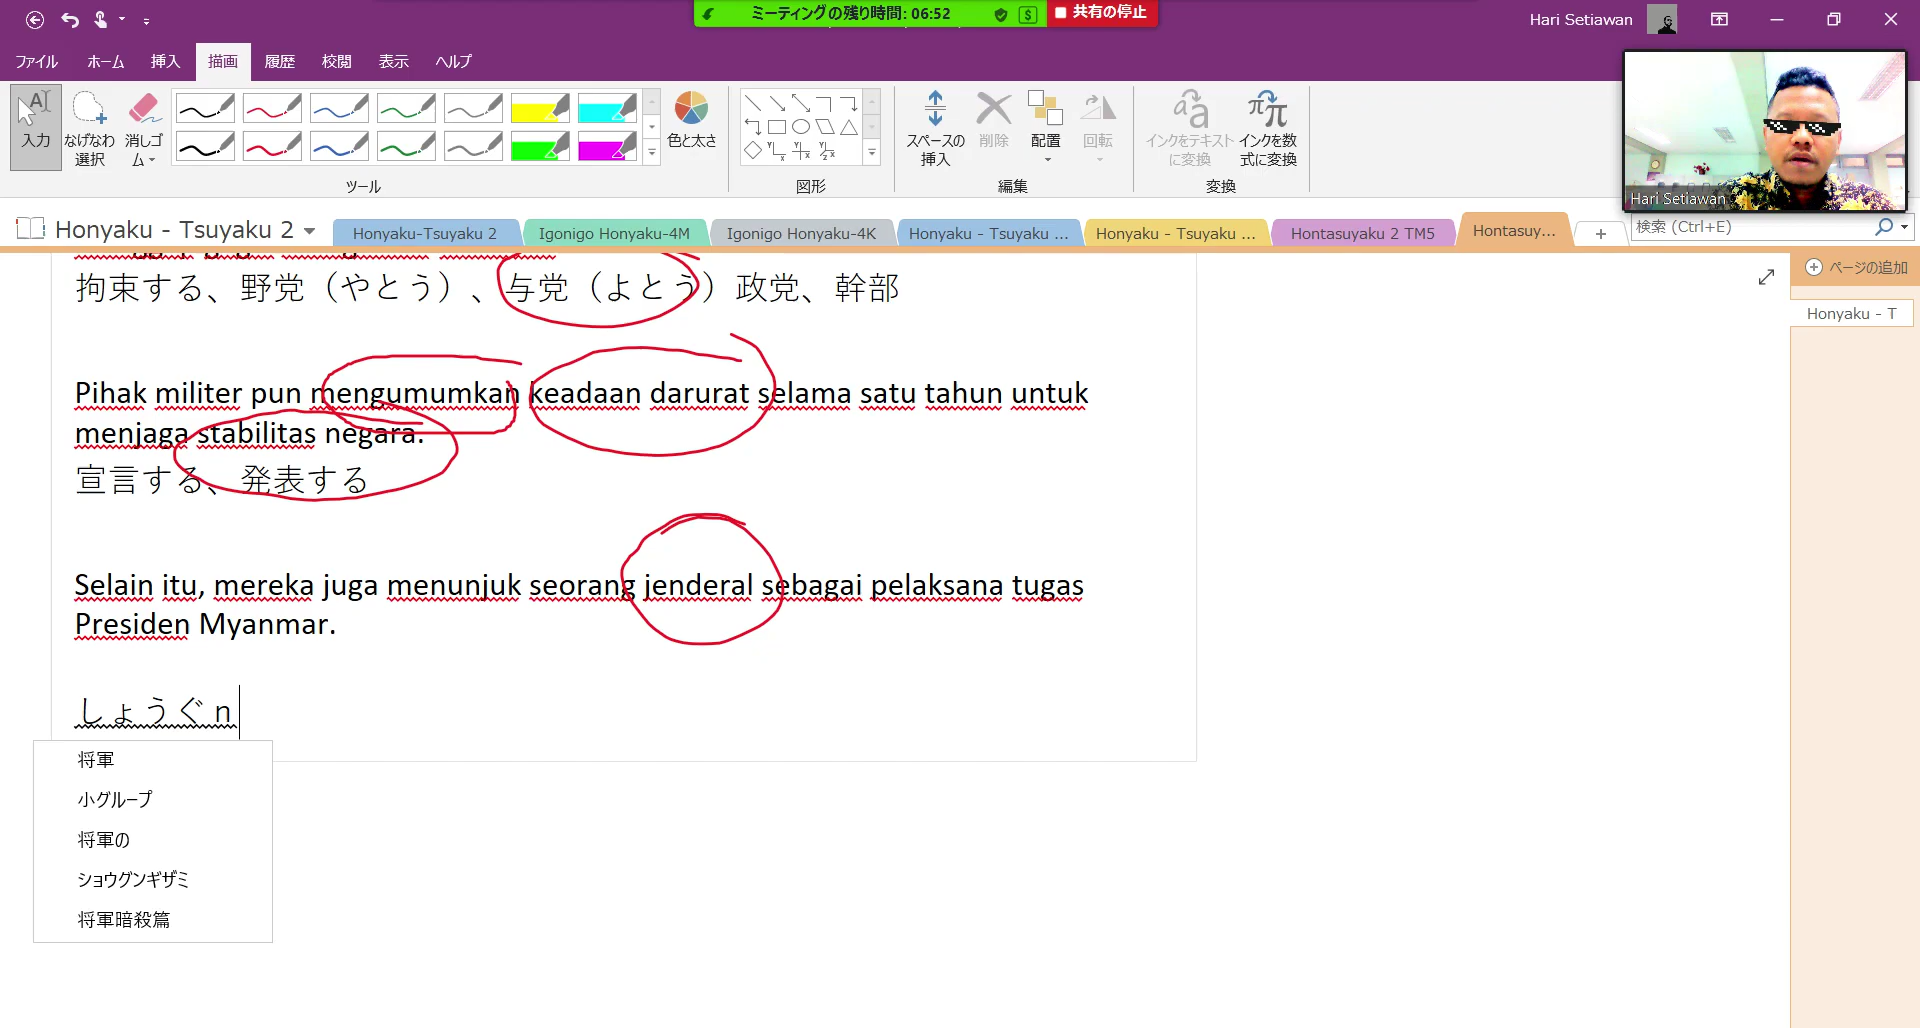 ミーティングの残り時間: 06:52
共有の停止
Hari Setiawan
ファイル ホーム 挿入 描画 履歴 校閲 表示 ヘルプ
入力
なげなわ
選択
消しゴ
ム
色と太さ
スペースの
挿入
削除
配置
回転
インクをテキスト
に変換
インクを数
式に変換
ツール
図形
編集
変換
Hari Setiawan
Honyaku - Tsuyaku 2
Honyaku-Tsuyaku 2
Igonigo Honyaku-4M
Igonigo Honyaku-4K
Honyaku - Tsuyaku ...
Honyaku - Tsuyaku ...
Hontasuyaku 2 TM5
Hontasuy...
検索 (Ctrl+E)
ページの追加
Honyaku - T
拘束する、野党（やとう）、与党（よとう）政党、幹部
Pihak militer pun mengumumkan keadaan darurat selama satu tahun untuk
menjaga stabilitas negara.
宣言する、発表する
Selain itu, mereka juga menunjuk seorang jenderal sebagai pelaksana tugas
Presiden Myanmar.
しょうぐn
将軍
小グループ
将軍の
ショウグンギザミ
将軍暗殺篇